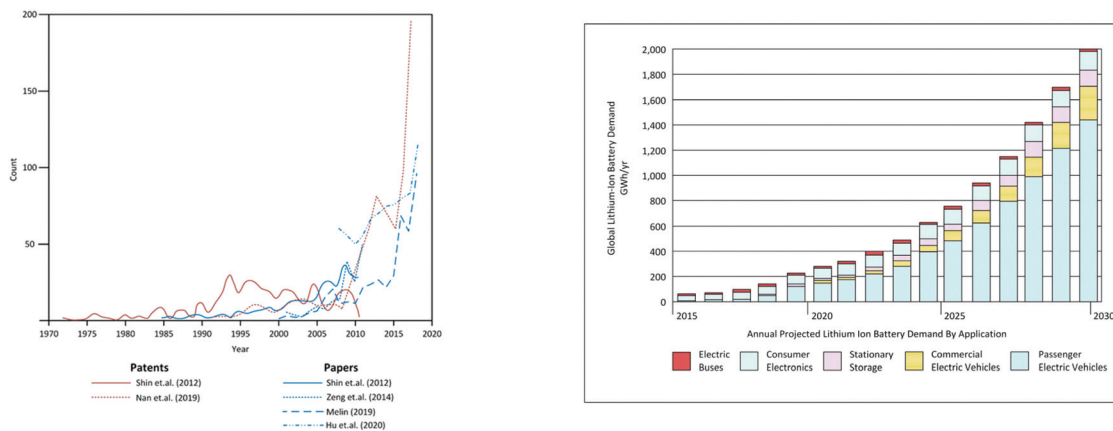 200
150
100
50
Count
1970
1975
1980
1985
1990
1995
2000
2005
2010
2015
2020
Year
Patents
Shin et.al. (2012)
Nan et.al. (2019)
Papers
Shin et.al. (2012)
Zeng et.al. (2014)
Melin (2019)
Hu et.al. (2020)
Global Lithium-Ion Battery Demand
GWh/yr
2,000
1,800
1,600
1,400
1,200
1,000
800
600
400
200
0
2015
2020
2025
2030
Annual Projected Lithium Ion Battery Demand By Application
Electric
Buses
Consumer
Electronics
Stationary
Storage
Commercial
Electric Vehicles
Passenger
Electric Vehicles